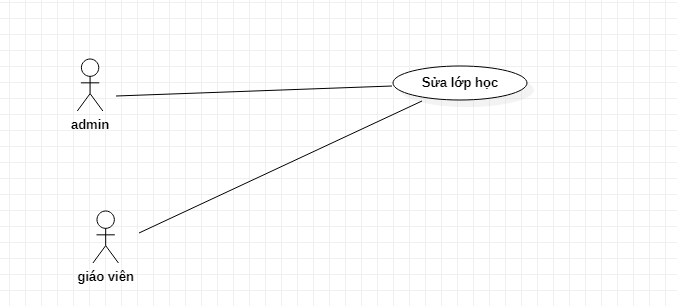 Sửa lớp học
admin
giáo viên